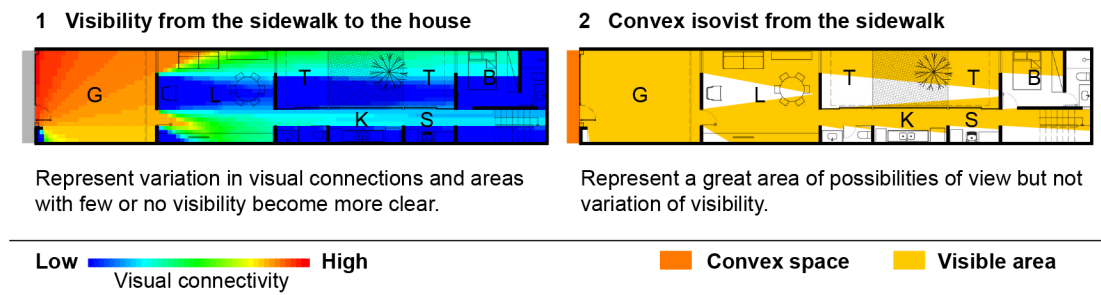 1 Visibility from the sidewalk to the house
G
L
T
T
B
K
S
Represent variation in visual connections and areas
with few or no visibility become more clear.
2 Convex isovist from the sidewalk
G
L
T
T
B
K
S
Represent a great area of possibilities of view but not
variation of visibility.
Low High
Visual connectivity
Convex space
Visible area